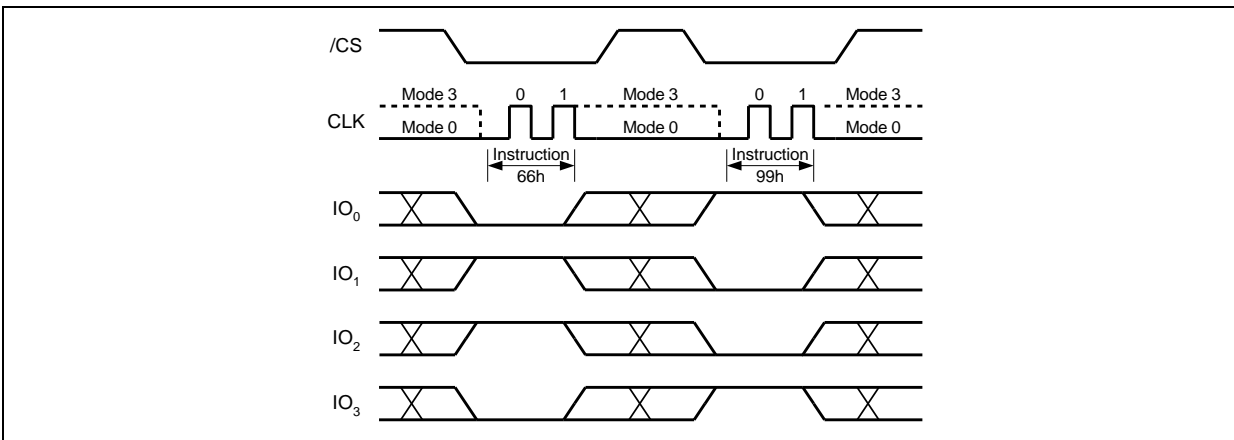 /CS
Mode 3 0 1 Mode 3 0 1 Mode 3
CLK
Mode 0 Mode 0 Mode 0
Instruction Instruction
66h 99h
IO0
IO1
IO2
IO3